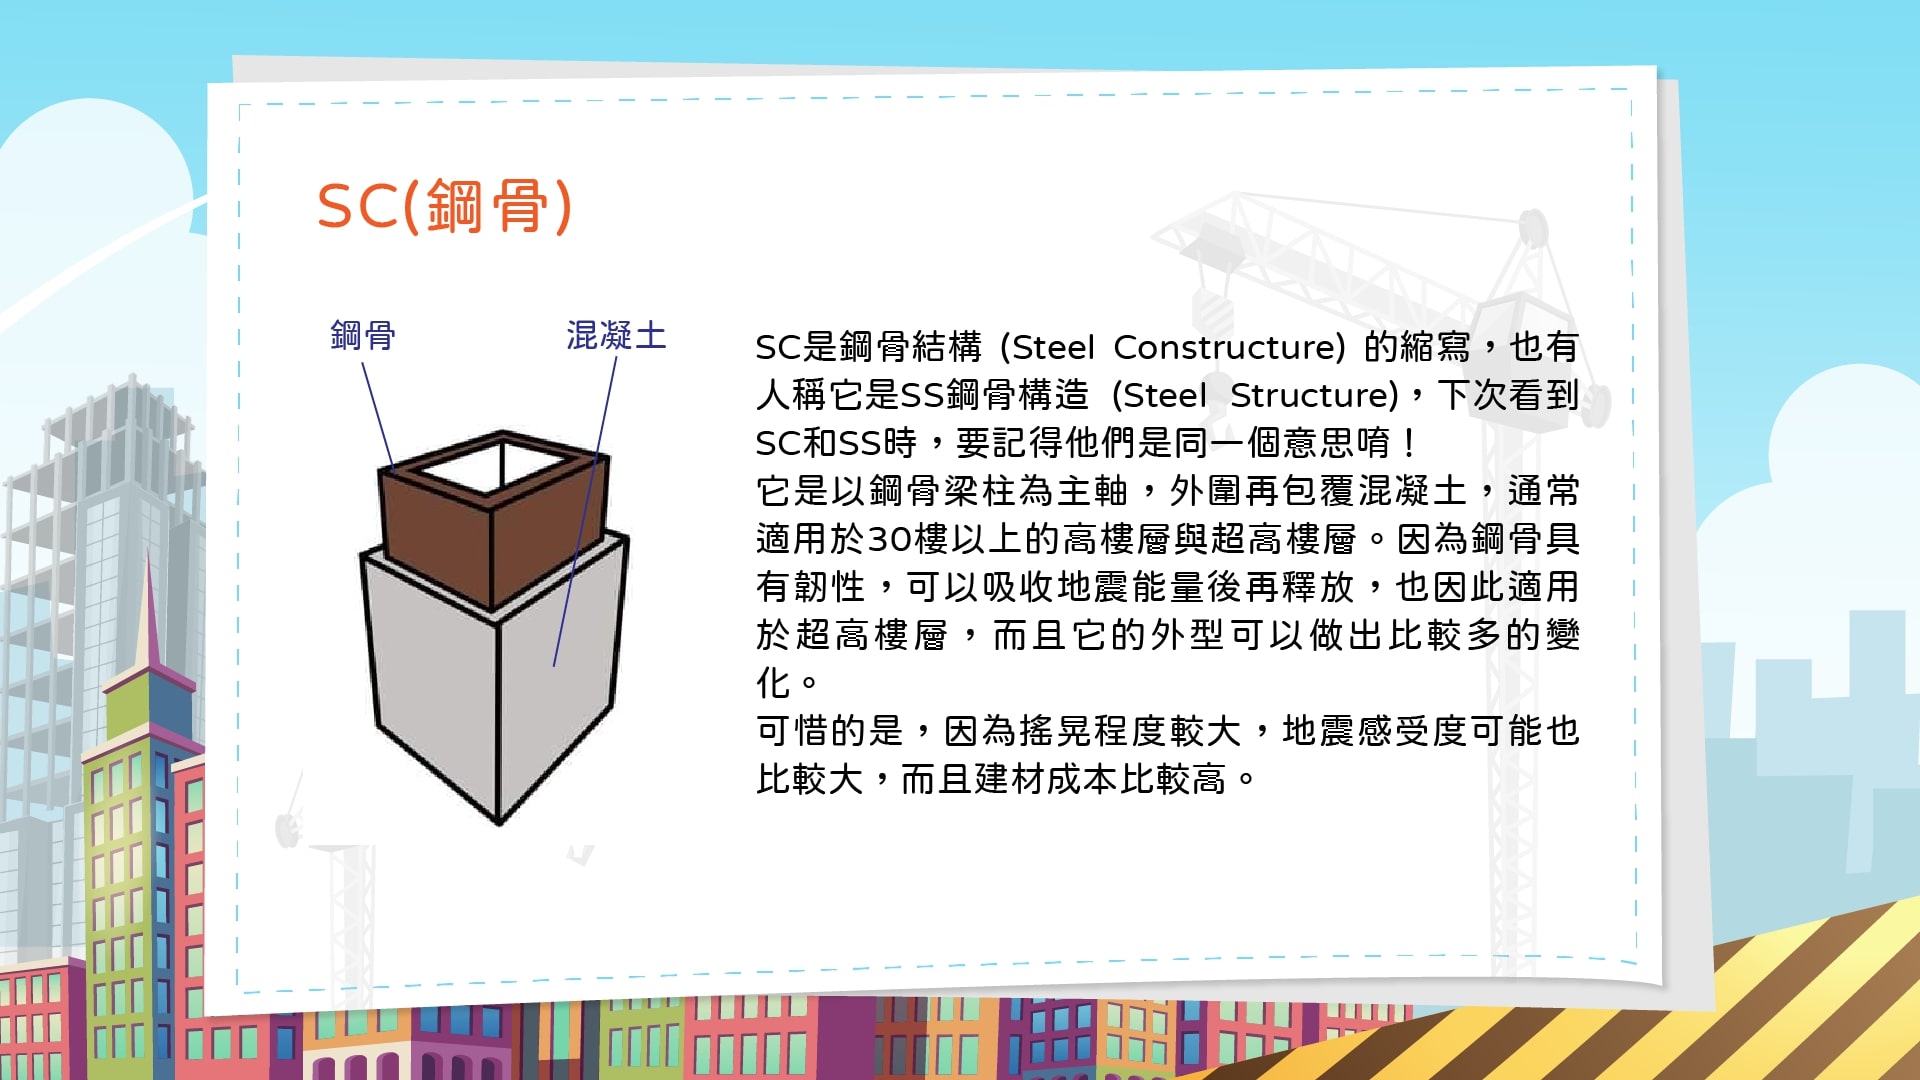 SC(鋼骨)
鋼骨
混凝土
SC是鋼骨結構 (Steel Constructure) 的縮寫，也有
人稱它是SS鋼骨構造 (Steel Structure)，下次看到
SC和SS時，要記得他們是同一個意思唷！
它是以鋼骨梁柱為主軸，外圍再包覆混凝土，通常
適用於30樓以上的高樓層與超高樓層。因為鋼骨具
有韌性，可以吸收地震能量後再釋放，也因此適用
於超高樓層，而且它的外型可以做出比較多的變
化。
可惜的是，因為搖晃程度較大，地震感受度可能也
比較大，而且建材成本比較高。